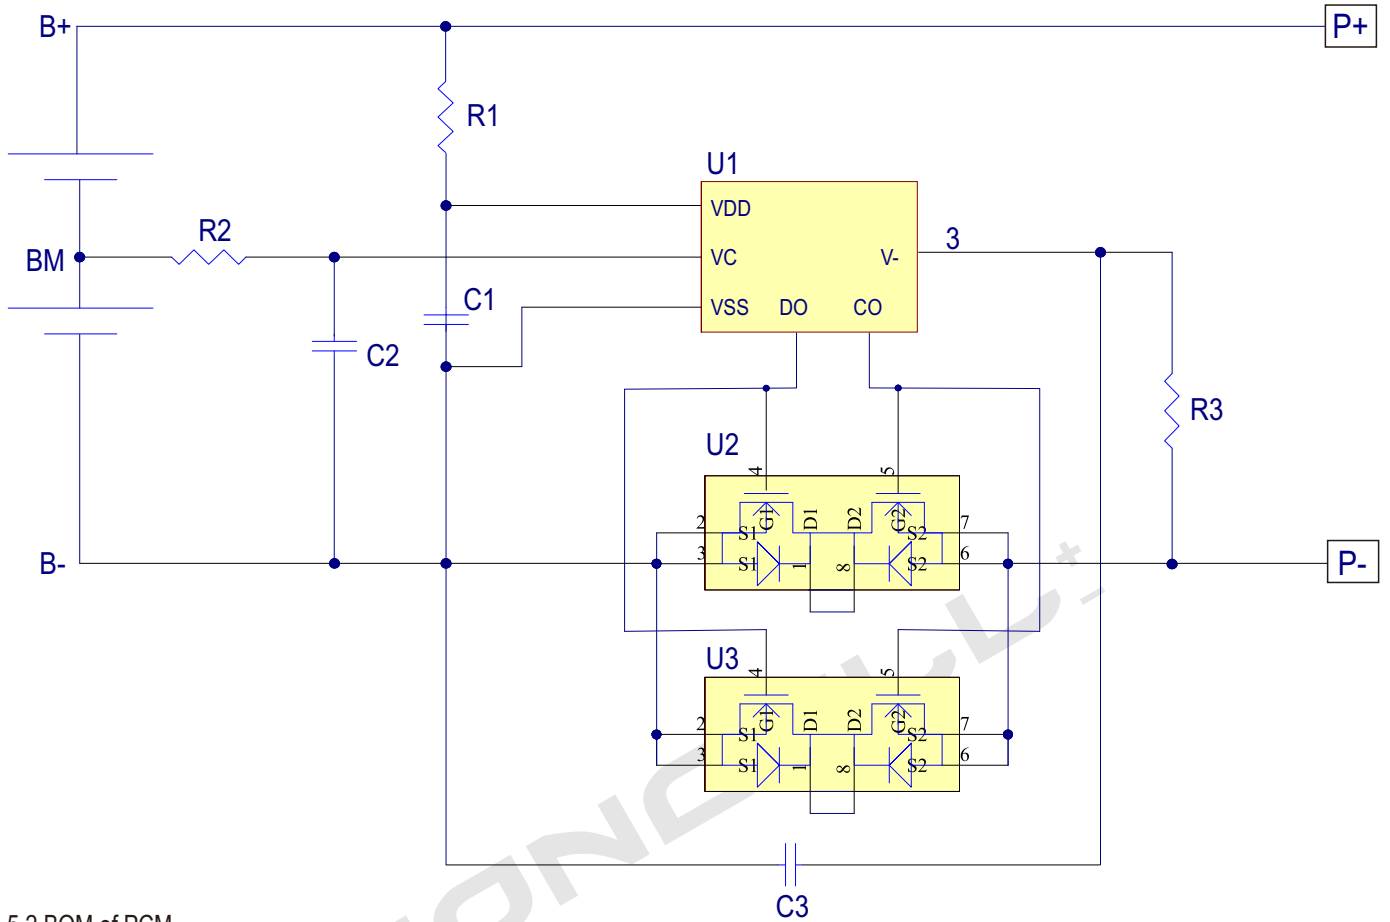 B+
P+
R1
U1
VDD
R2
BM
VC
V-
3
C1
VSS
DO
CO
C2
R3
U2
4
5
G1
D1
D2
G2
2
S1
S2
7
3
S1
1
8
S2
6
B-
P-
U3
4
5
G1
D1
D2
G2
2
S1
S2
7
3
S1
1
8
S2
6
C3